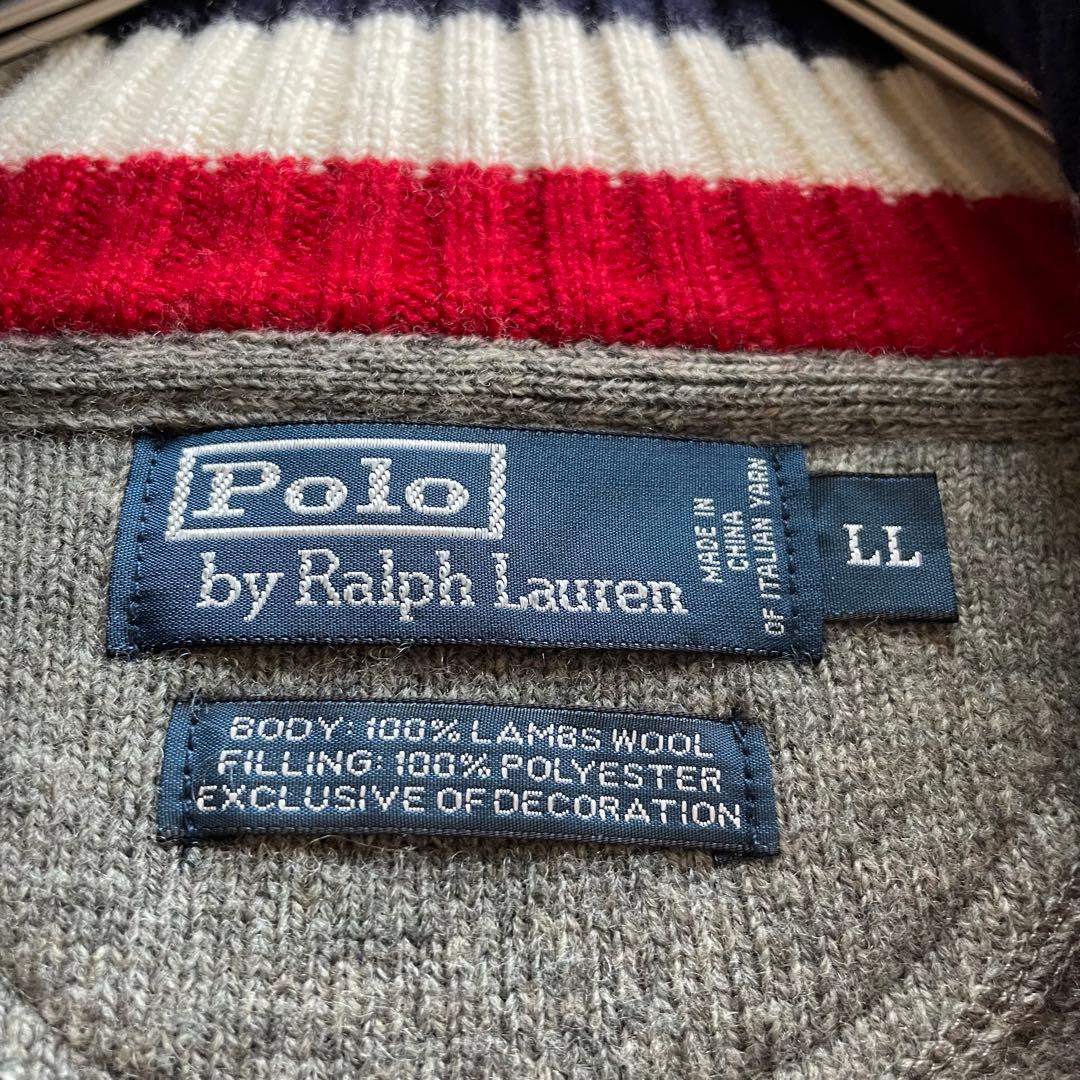 Polo
by Ralph Lauren
MADE IN
CHINA
OF ITALIAN YARN
LL
BODY: 100% LAMBS WOOL
FILLING: 100% POLYESTER
EXCLUSIVE OF DECORATION